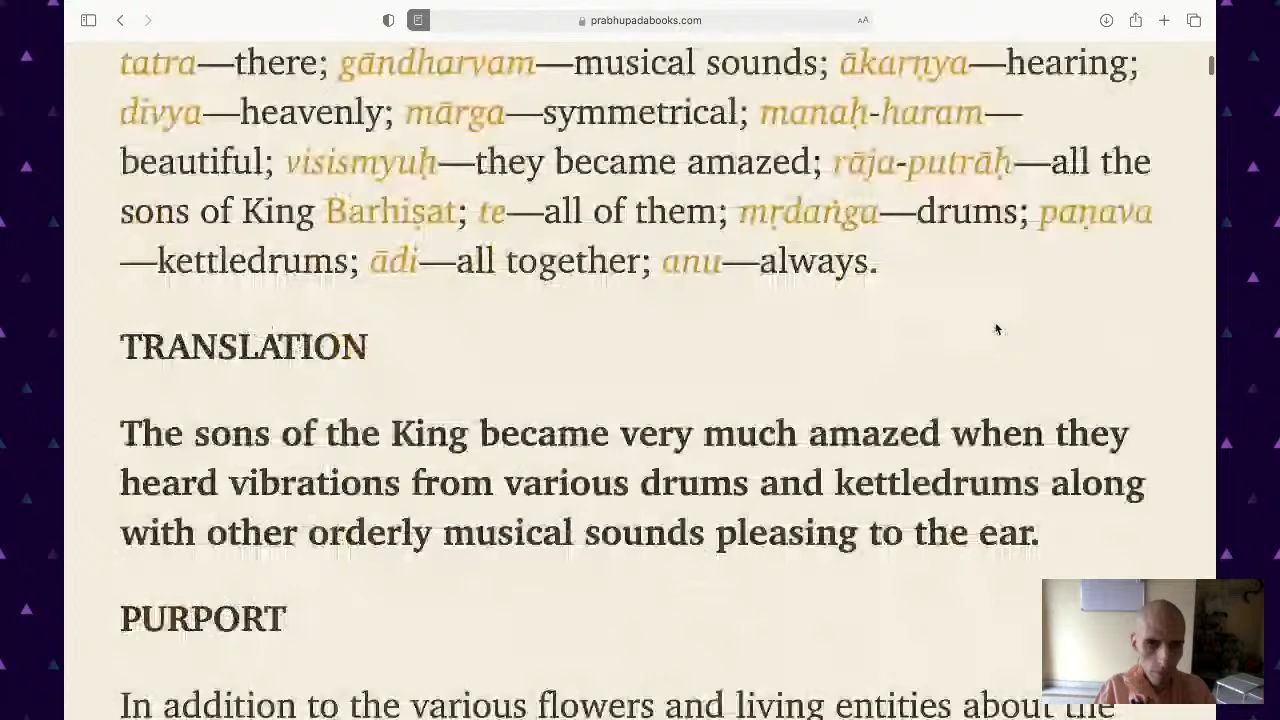 prabhupadabooks.com
tatra—there; gāndharvam—musical sounds; ākarṇya—hearing;
divya—heavenly; mārga—symmetrical; manaḥ-haram—
beautiful; visismyuḥ—they became amazed; rāja-putrāḥ—all the
sons of King Barhiṣat; te—all of them; mṛdaṅga—drums; paṇava
—kettledrums; ādi—all together; anu—always.
TRANSLATION
The sons of the King became very much amazed when they
heard vibrations from various drums and kettledrums along
with other orderly musical sounds pleasing to the ear.
PURPORT
In addition to the various flowers and living entities about the